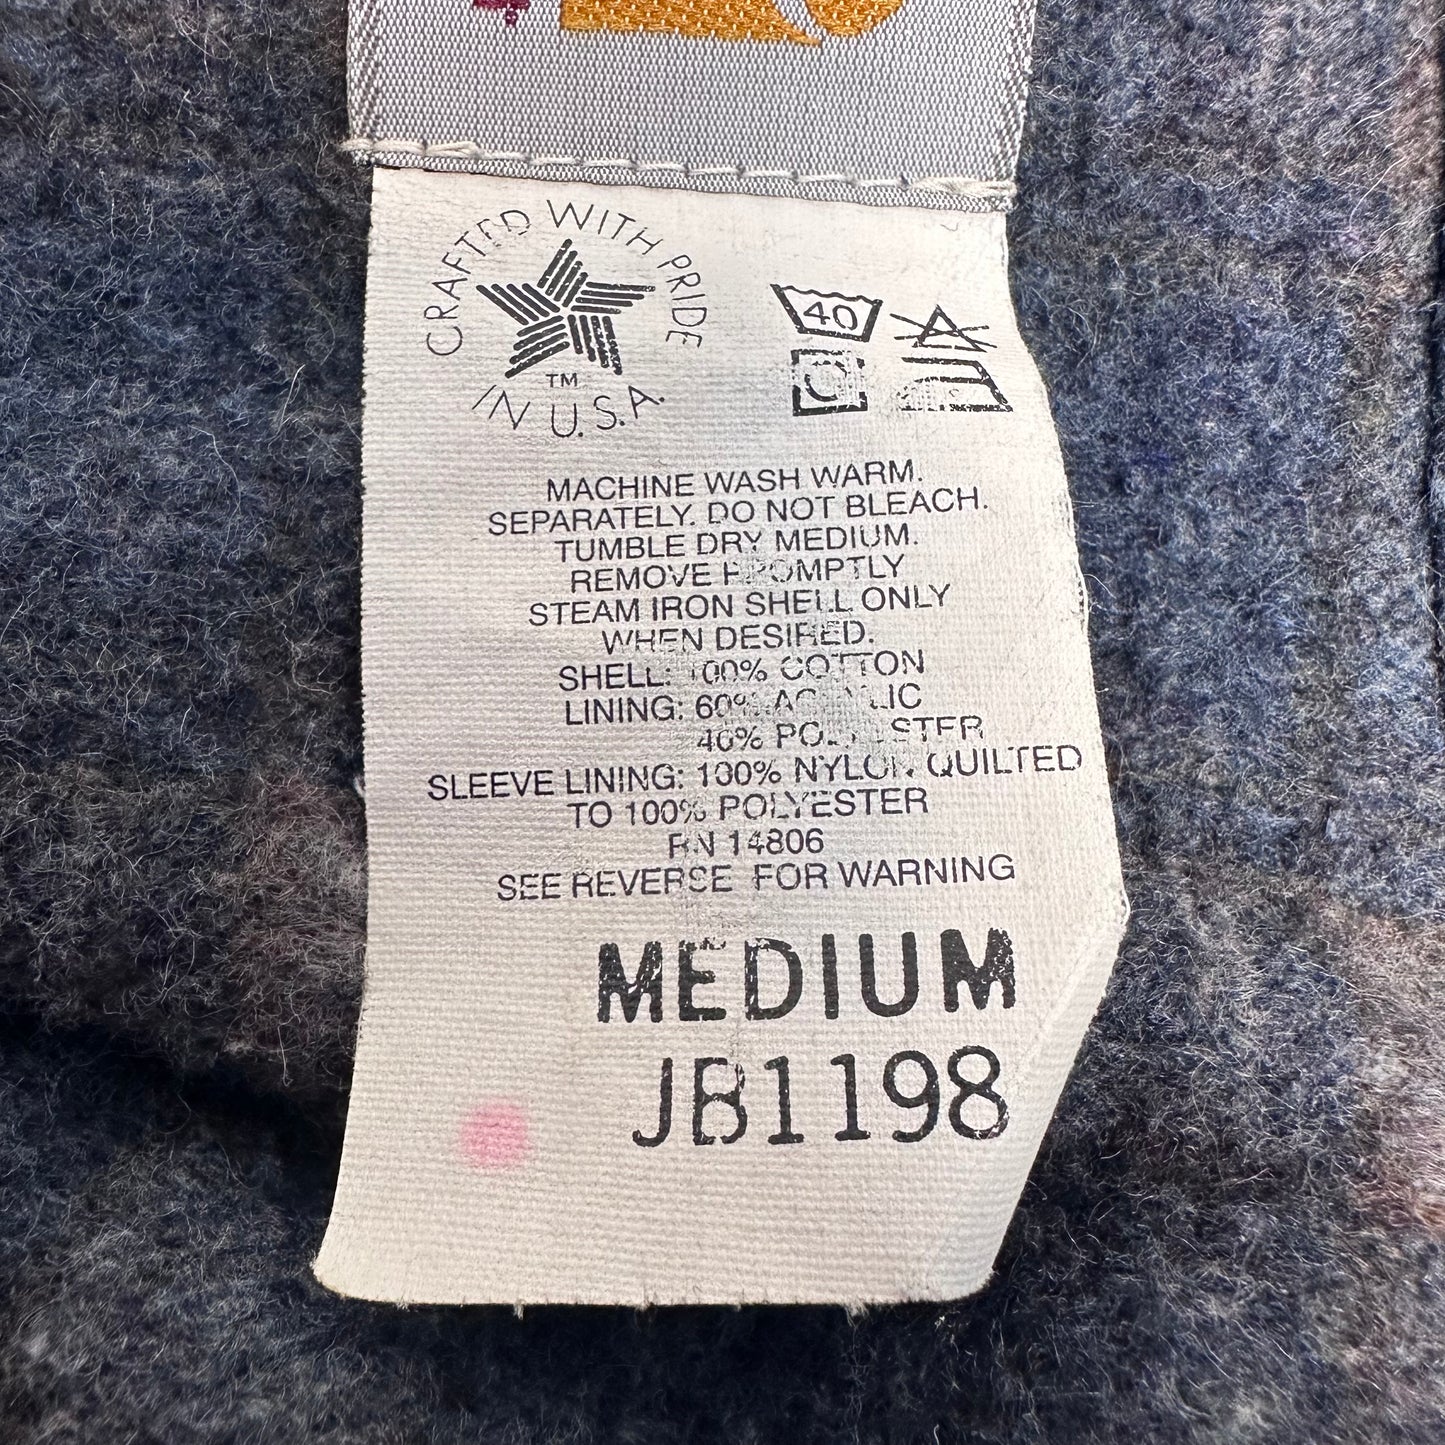 CRAFTED WITH PRIDE
IN U.S.A.
TM
40
MACHINE WASH WARM.
SEPARATELY. DO NOT BLEACH.
TUMBLE DRY MEDIUM.
REMOVE PROMPTLY
STEAM IRON SHELL ONLY
WHEN DESIRED.
SHELL: 100% COTTON
LINING: 60% ACRYLIC
40% POLYESTER
SLEEVE LINING: 100% NYLON QUILTED
TO 100% POLYESTER
RN 14806
SEE REVERSE FOR WARNING
MEDIUM
JB1198